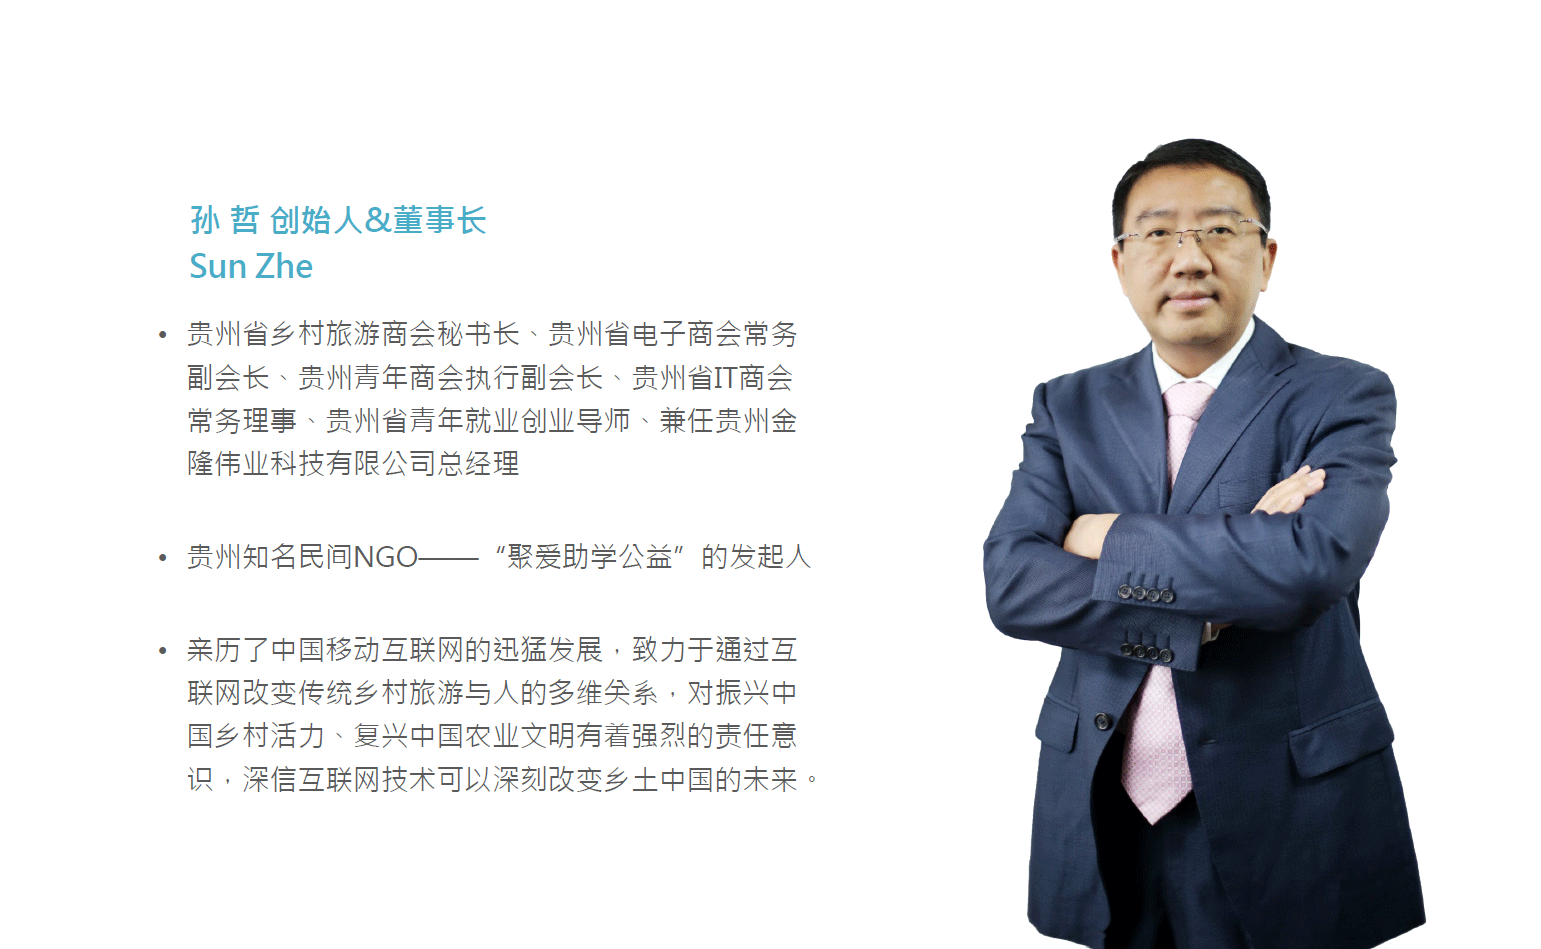 孙 哲 创始人&董事长
Sun Zhe
• 贵州省乡村旅游商会秘书长、贵州省电子商会常务
副会长、贵州青年商会执行副会长、贵州省IT商会
常务理事、贵州省青年就业创业导师、兼任贵州金
隆伟业科技有限公司总经理
• 贵州知名民间NGO——“聚爱助学公益”的发起人
• 亲历了中国移动互联网的迅猛发展，致力于通过互
联网改变传统乡村旅游与人的多维关系，对振兴中
国乡村活力、复兴中国农业文明有着强烈的责任意
识，深信互联网技术可以深刻改变乡土中国的未来。